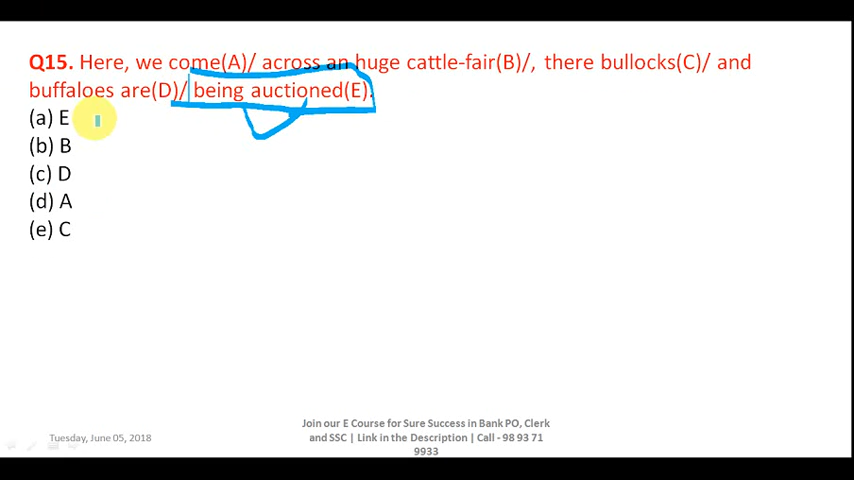 Q15. Here, we come(A)/ across an huge cattle-fair(B)/, there bullocks(C)/ and
buffaloes are(D)/ being auctioned(E).
(a) E
(b) B
(c) D
(d) A
(e) C
Tuesday, June 05, 2018
Join our E Course for Sure Success in Bank PO, Clerk
and SSC | Link in the Description | Call - 98 93 71
9933